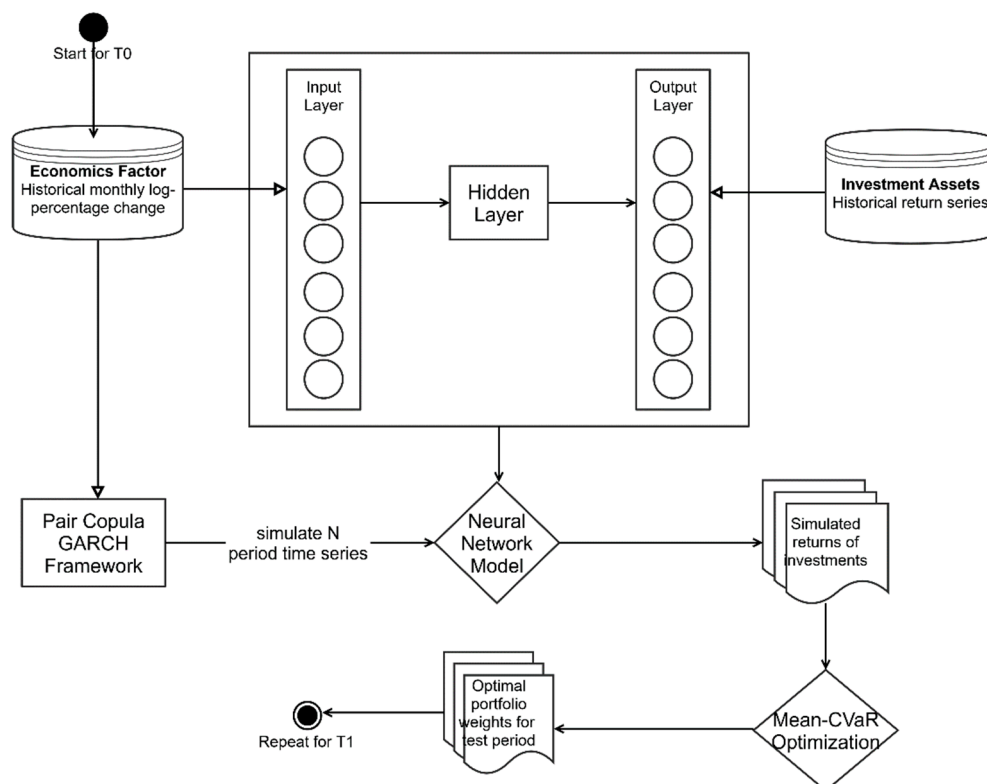 Start for T0
Economics Factor
Historical monthly log-
percentage change
Input
Layer
Hidden
Layer
Output
Layer
Investment Assets
Historical return series
Pair Copula
GARCH
Framework
simulate N
period time series
Neural
Network
Model
Simulated
returns of
investments
Mean-CVaR
Optimization
Optimal
portfolio
weights for
test period
Repeat for T1